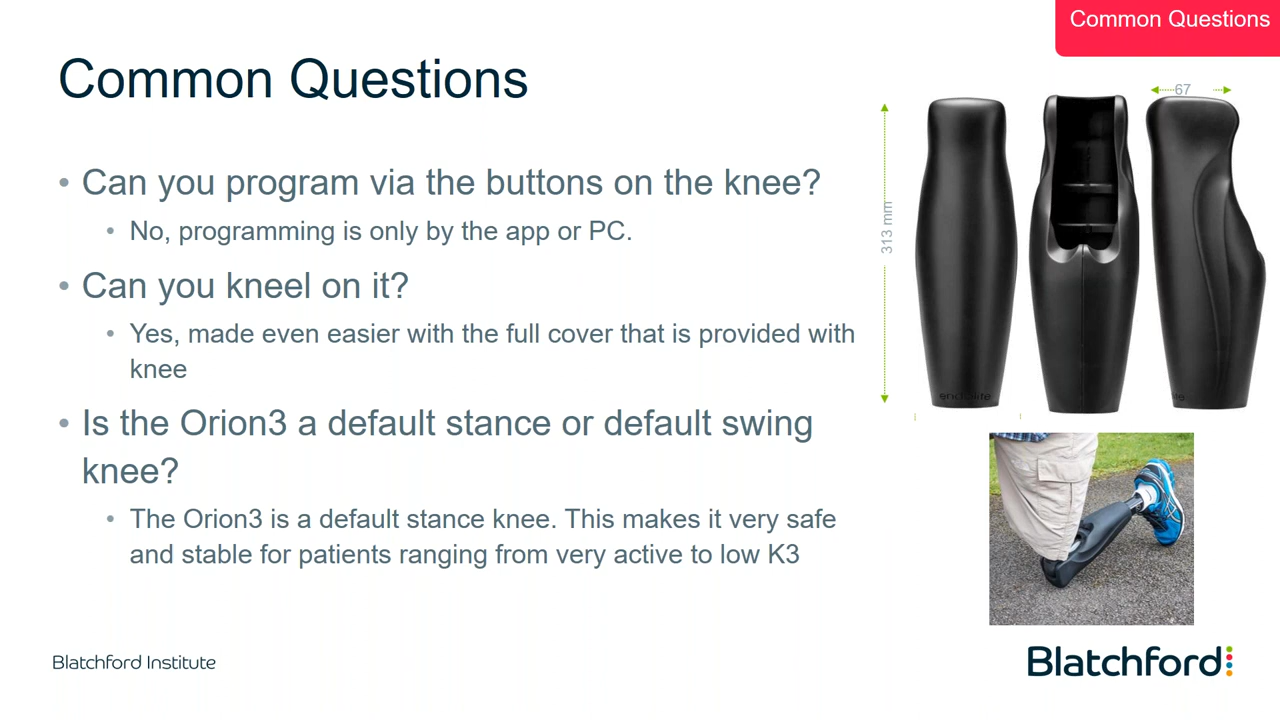 Common Questions
Common Questions
• Can you program via the buttons on the knee?
• No, programming is only by the app or PC.
• Can you kneel on it?
• Yes, made even easier with the full cover that is provided with
knee
• Is the Orion3 a default stance or default swing
knee?
• The Orion3 is a default stance knee. This makes it very safe
and stable for patients ranging from very active to low K3
67
313 mm
endolite
Blatchford Institute
Blatchford